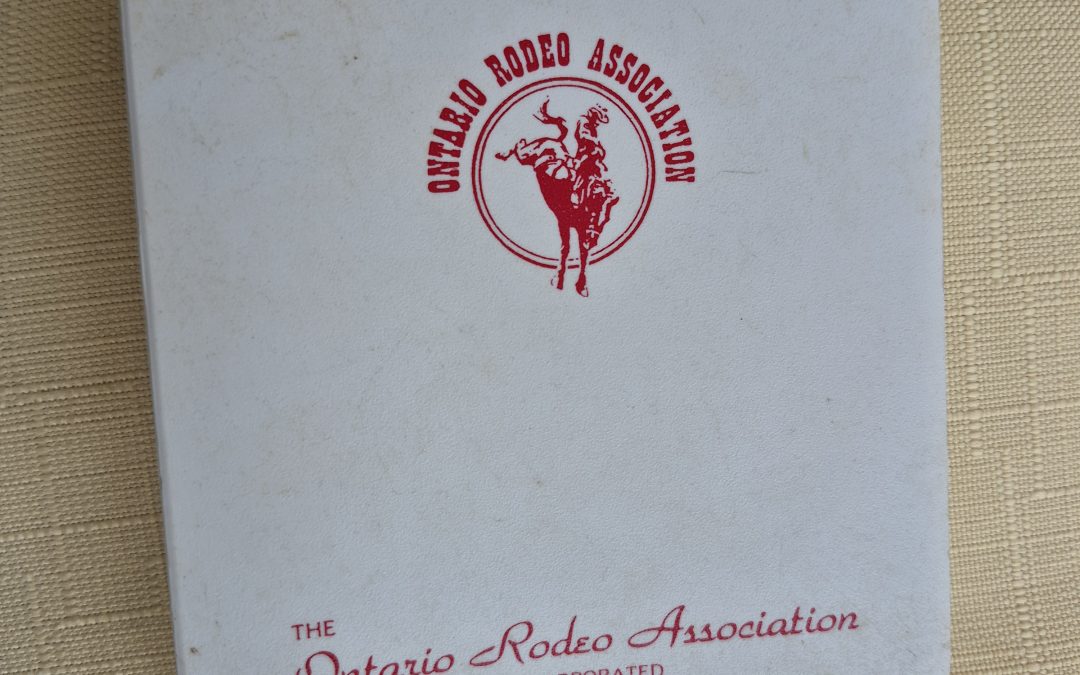 ONTARIO RODEO ASSOCIATION
THE
Ontario Rodeo Association